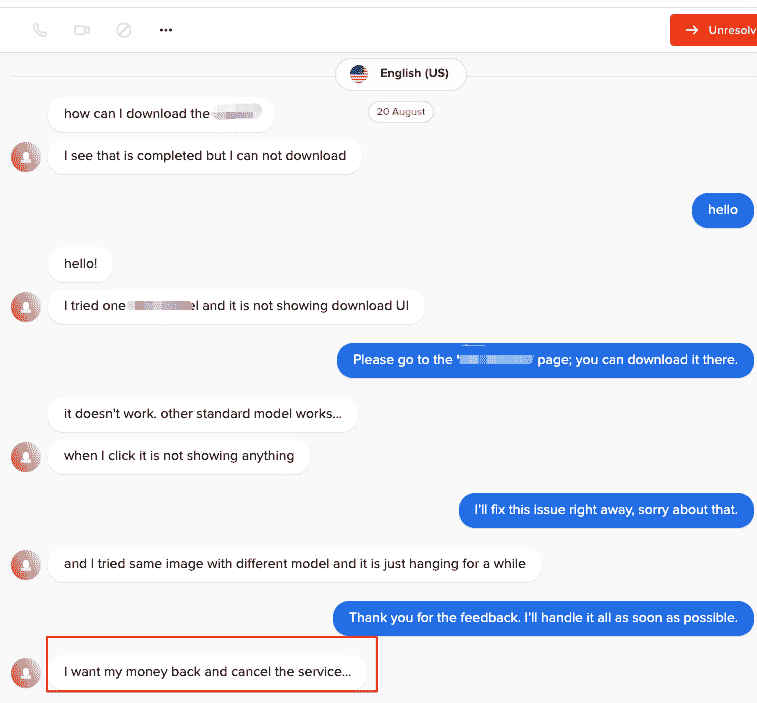 Unresolv
English (US)
20 August
how can I download the
I see that is completed but I can not download
hello
hello!
I tried one el and it is not showing download UI
Please go to the ' ' page; you can download it there.
it doesn't work. other standard model works...
when I click it is not showing anything
I'll fix this issue right away, sorry about that.
and I tried same image with different model and it is just hanging for a while
Thank you for the feedback. I'll handle it all as soon as possible.
I want my money back and cancel the service...